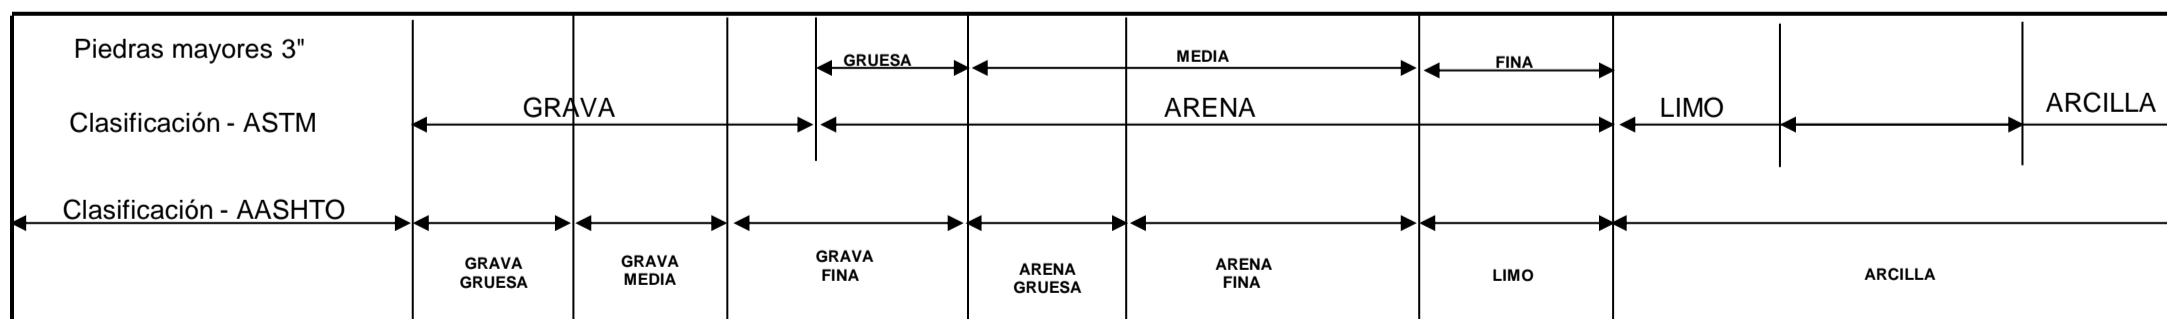 Piedras mayores 3"
GRUESA
MEDIA
FINA
Clasificación - ASTM
GRAVA
ARENA
LIMO
ARCILLA
Clasificación - AASHTO
GRAVA
GRUESA
GRAVA
MEDIA
GRAVA
FINA
ARENA
GRUESA
ARENA
FINA
LIMO
ARCILLA